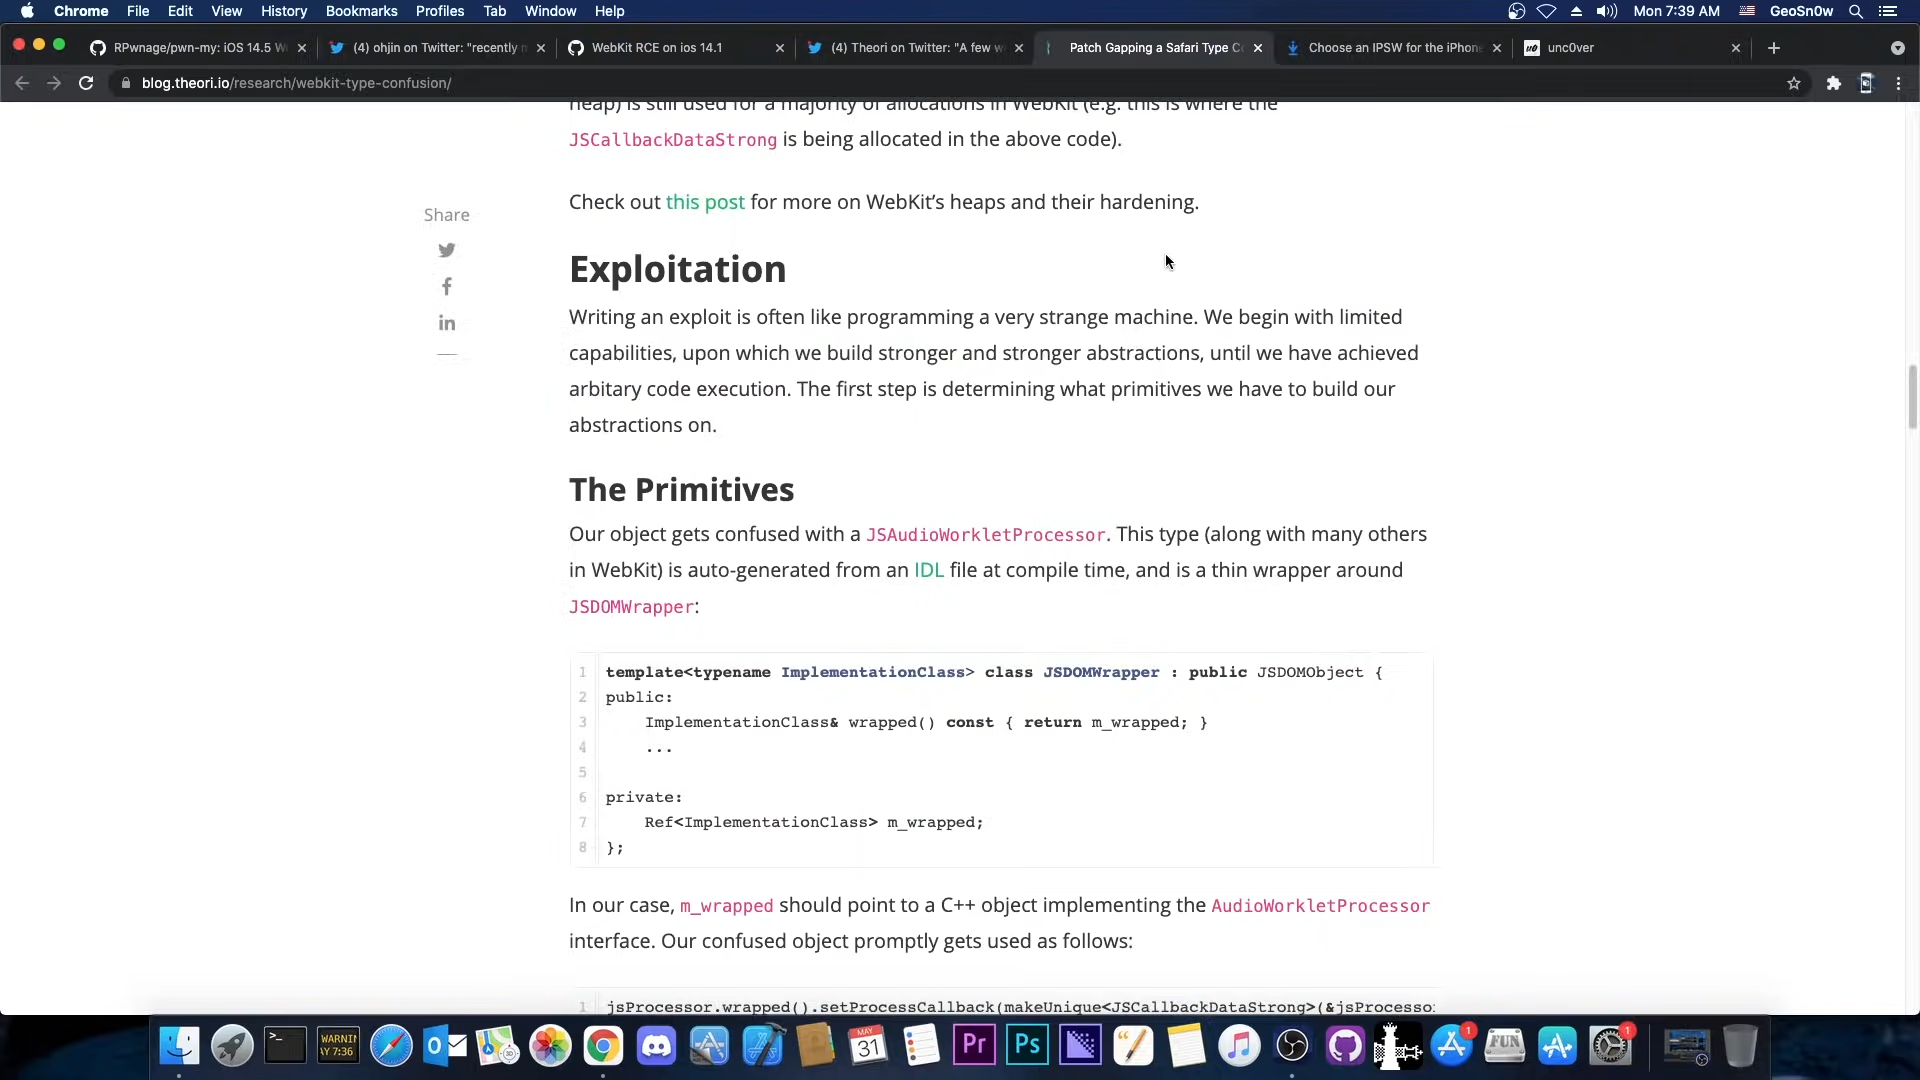 Chrome File Edit View History Bookmarks Profiles Tab Window Help Mon 7:39 AM GeoSn0w
RPwnage/pwn-my: iOS 14.5 W (4) ohjin on Twitter: "recently n WebKit RCE on ios 14.1 (4) Theori on Twitter: "A few w Patch Gapping a Safari Type C Choose an IPSW for the iPhone unc0ver
blog.theori.io/research/webkit-type-confusion/
heap) is still used for a majority of allocations in WebKit (e.g. this is where the
JSCallbackDataStrong is being allocated in the above code).
Check out this post for more on WebKit’s heaps and their hardening.
Share
Exploitation
Writing an exploit is often like programming a very strange machine. We begin with limited
capabilities, upon which we build stronger and stronger abstractions, until we have achieved
arbitary code execution. The first step is determining what primitives we have to build our
abstractions on.
The Primitives
Our object gets confused with a JSAudioWorkletProcessor. This type (along with many others
in WebKit) is auto-generated from an IDL file at compile time, and is a thin wrapper around
JSDOMWrapper:
1 template<typename ImplementationClass> class JSDOMWrapper : public JSDOMObject {
2 public:
3 ImplementationClass& wrapped() const { return m_wrapped; }
4 ...
5
6 private:
7 Ref<ImplementationClass> m_wrapped;
8 };
In our case, m_wrapped should point to a C++ object implementing the AudioWorkletProcessor
interface. Our confused object promptly gets used as follows:
1 jsProcessor.wrapped().setProcessCallback(makeUnique<JSCallbackDataStrong>(&jsProcesso
WARNIN
AY 7:36
MAY
31
Pr
Ps
FUN
1
1